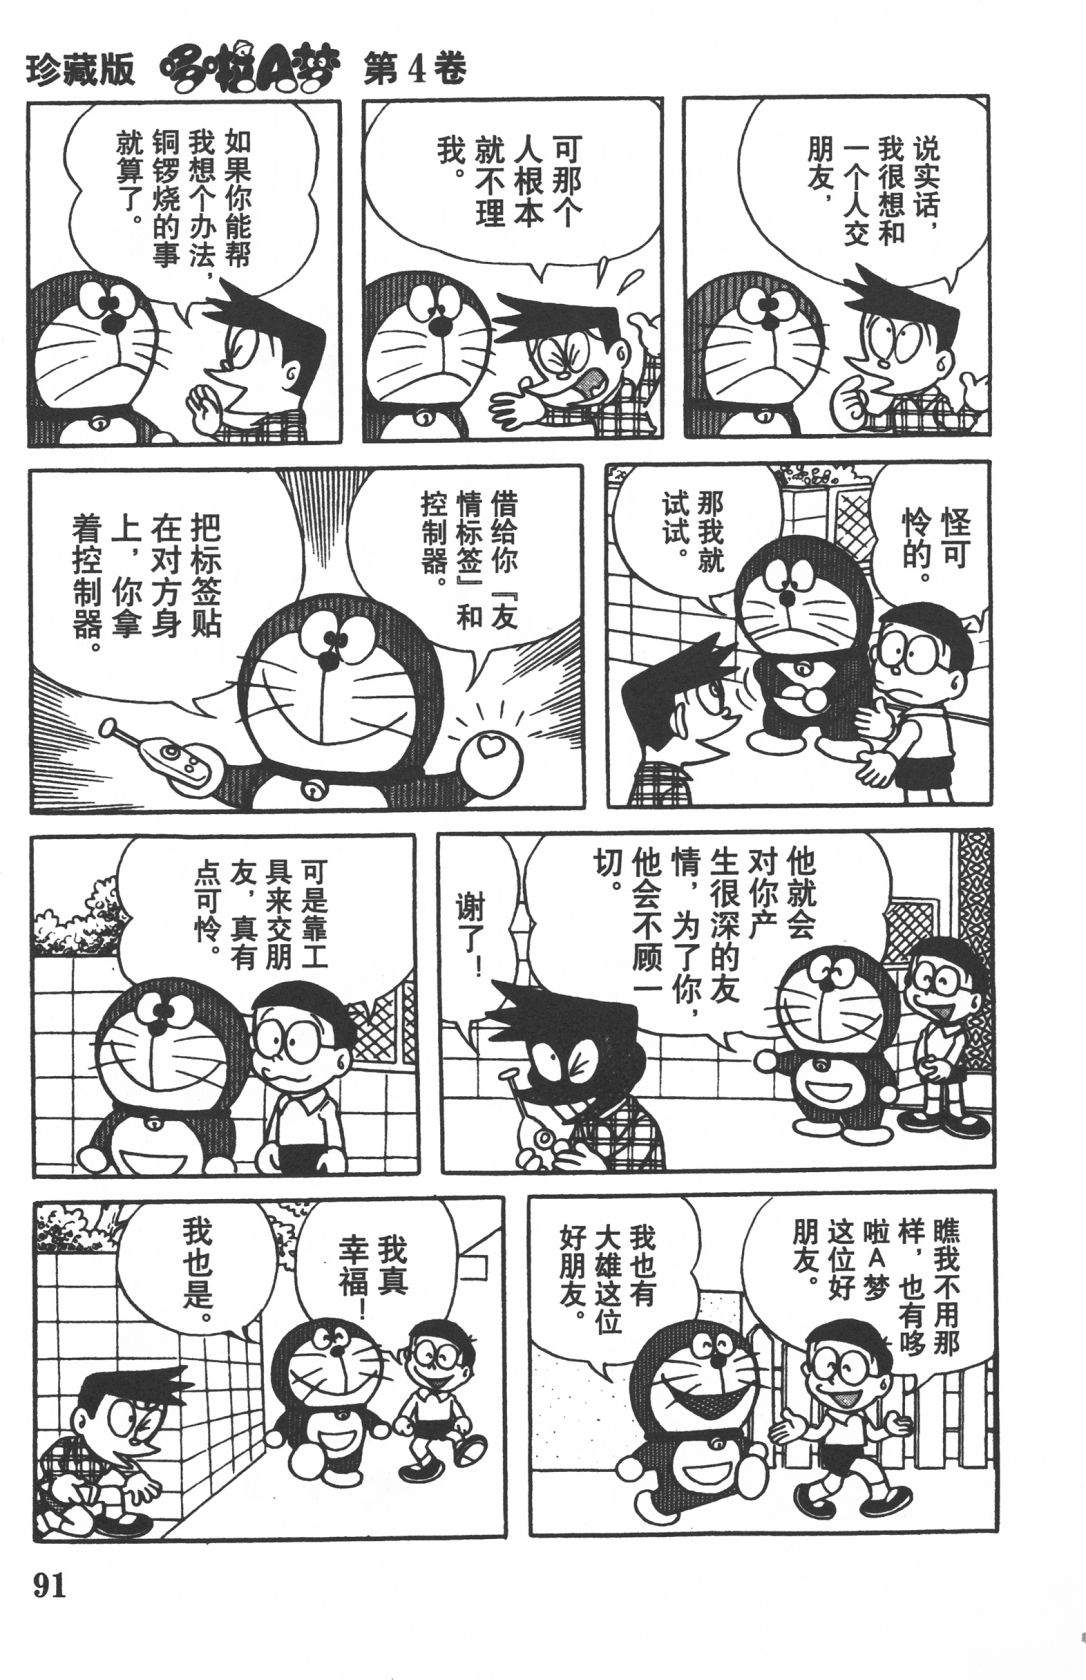 珍藏版 哆啦A梦 第4卷
说实话，
我很想和
一个人交
朋友，
可那个
人根本
就不理
我。
如果你能帮
我想个办法，
铜锣烧的事
就算了。
怪可
怜的。
那我就
试试。
借给你『友
情标签』和
控制器。
把标签贴
在对方身
上，你拿
着控制器。
他就会
对你产
生很深的友
情，为了你，
他会不顾一
切。
谢了！
可是靠工
具来交朋
友，真有
点可怜。
瞧我不用那
样，也有哆
啦A梦
这位好
朋友。
我也有
大雄这位
好朋友。
我真
幸福！
我也是。
91